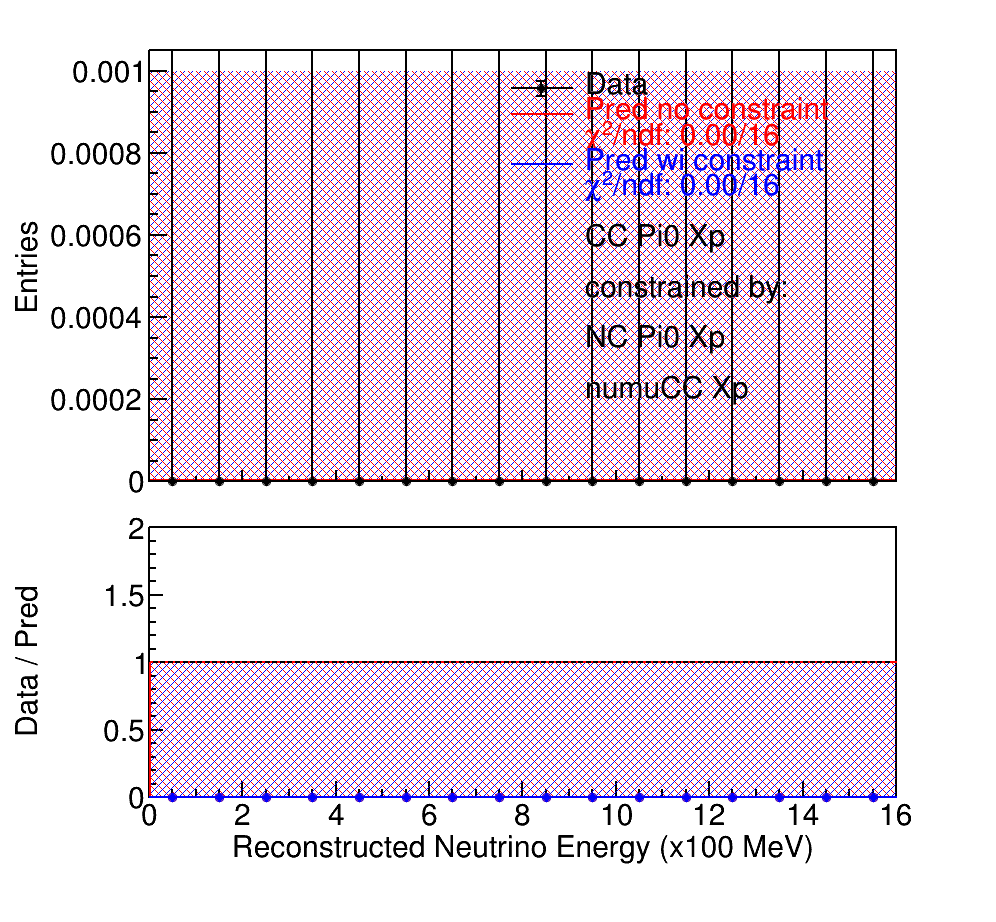 0.001
0.0008
0.0006
0.0004
0.0002
0
Entries
Data
Pred no constraint
χ²/ndf: 0.00/16
Pred wi constraint
χ²/ndf: 0.00/16
CC Pi0 Xp
constrained by:
NC Pi0 Xp
numuCC Xp
2
1.5
1
0.5
0
Data / Pred
0 2 4 6 8 10 12 14 16
Reconstructed Neutrino Energy (x100 MeV)